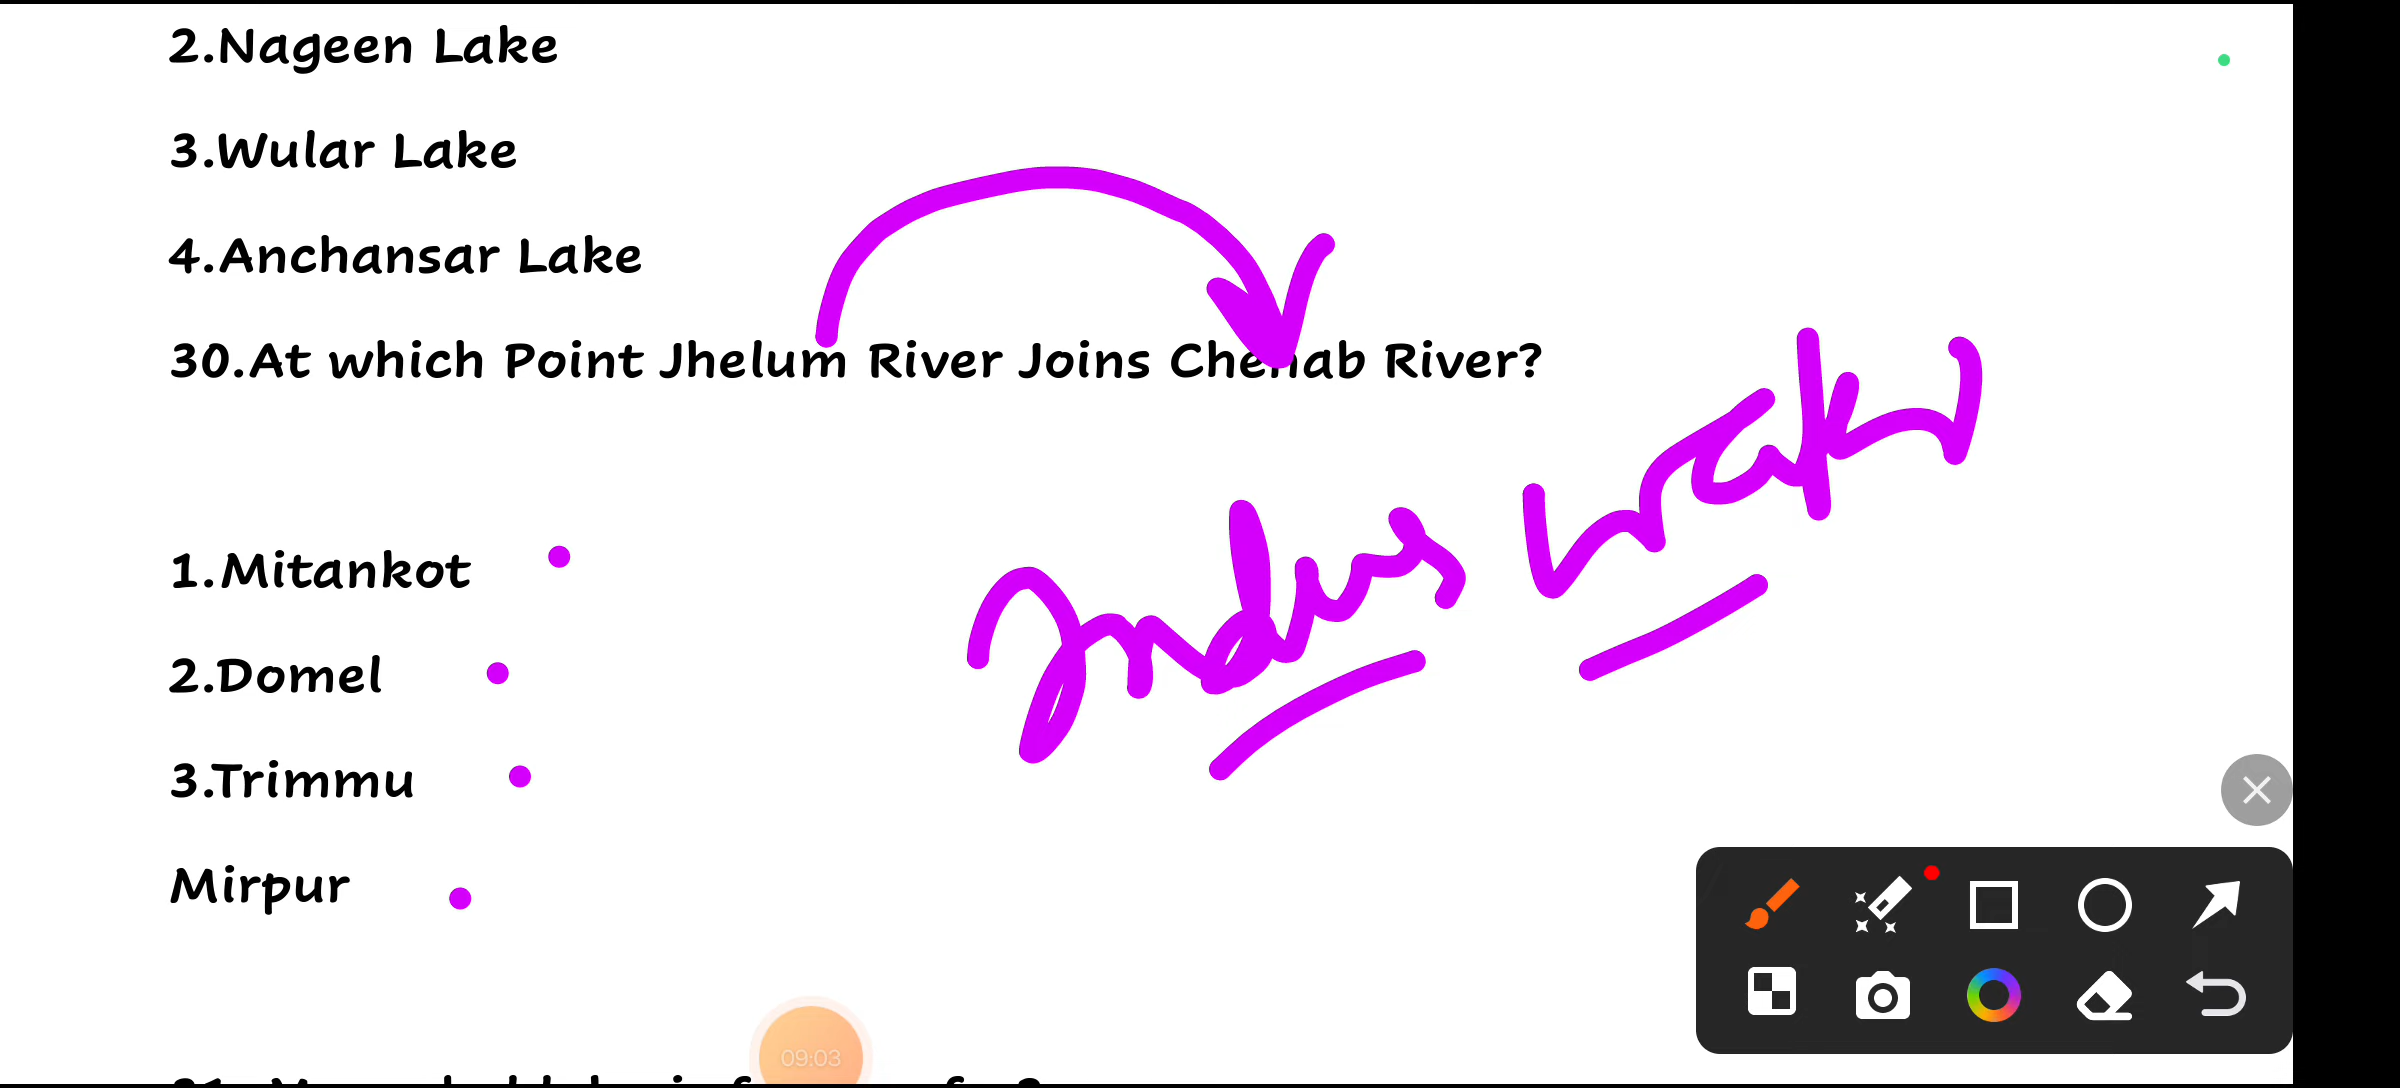 2.Nageen Lake
3.Wular Lake
4.Anchansar Lake
30.At which Point Jhelum River Joins Chenab River?
Indus water
1.Mitankot
2.Domel
3.Trimmu
Mirpur
09:03